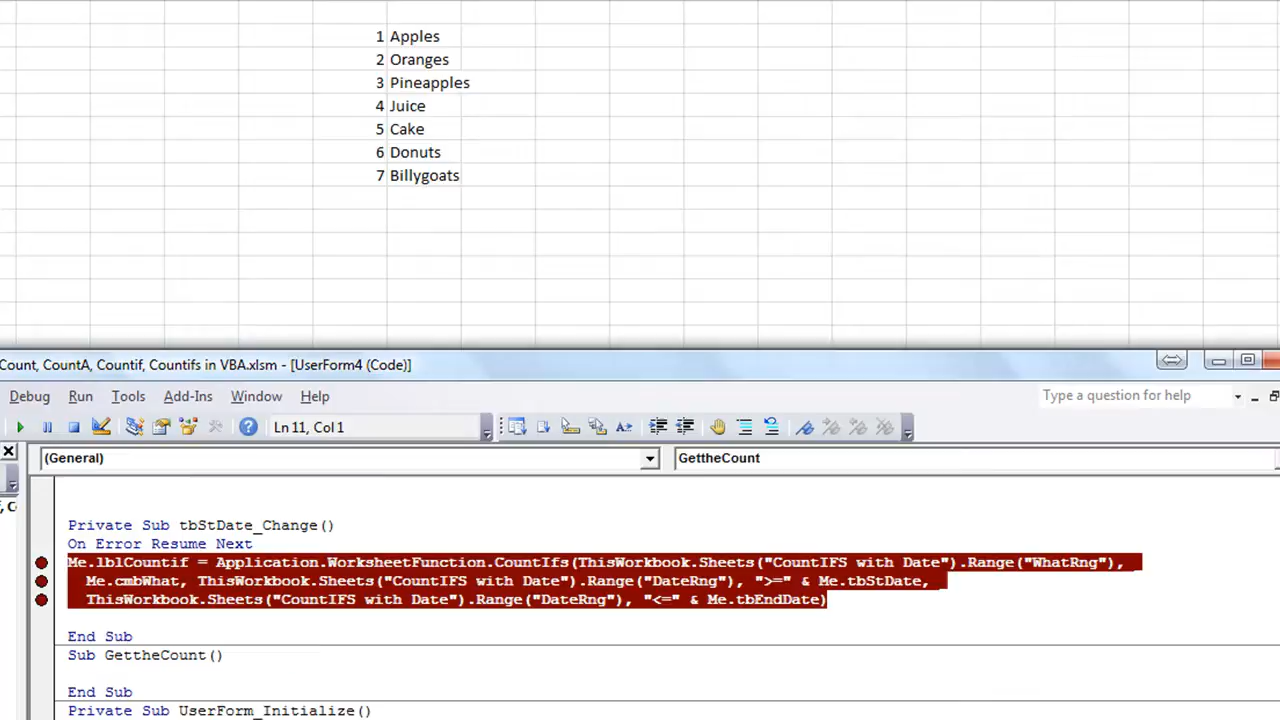 1 Apples
2 Oranges
3 Pineapples
4 Juice
5 Cake
6 Donuts
7 Billygoats
Count, CountA, Countif, Countifs in VBA.xlsm - [UserForm4 (Code)]
Debug Run Tools Add-Ins Window Help Type a question for help
Ln 11, Col 1
(General) GettheCount
Private Sub tbStDate_Change()
On Error Resume Next
Me.lblCountif = Application.WorksheetFunction.CountIfs(ThisWorkbook.Sheets("CountIFS with Date").Range("WhatRng"), _
Me.cmbWhat, ThisWorkbook.Sheets("CountIFS with Date").Range("DateRng"), ">=" & Me.tbStDate, _
ThisWorkbook.Sheets("CountIFS with Date").Range("DateRng"), "<=" & Me.tbEndDate)
End Sub
Sub GettheCount()
End Sub
Private Sub UserForm_Initialize()